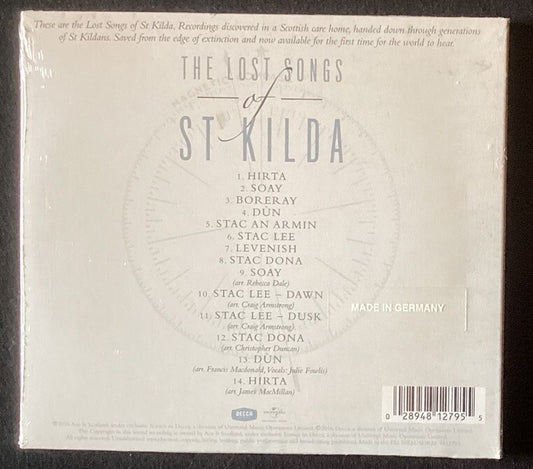 These are the Lost Songs of St Kilda, Recordings discovered in a Scottish care home, handed down through generations
of St Kildans. Saved from the edge of extinction and now available for the first time for the world to hear.
MAGNETIC
THE LOST SONGS
of
ST KILDA
1. HIRTA
2. SOAY
3. BORERAY
4. DÙN
5. STAC AN ARMIN
6. STAC LEE
7. LEVENISH
8. STAC DONA
9. SOAY
(arr. Rebecca Dale)
10. STAC LEE – DAWN
(arr. Craig Armstrong)
11. STAC LEE – DUSK
(arr. Craig Armstrong)
12. STAC DONA
(arr. Christopher Duncan)
13. DÙN
(arr. Francis Macdonald, Vocals: Julie Fowlis)
14. HIRTA
(arr. James MacMillan)
MADE IN GERMANY
DECCA
0 28948 12795 5